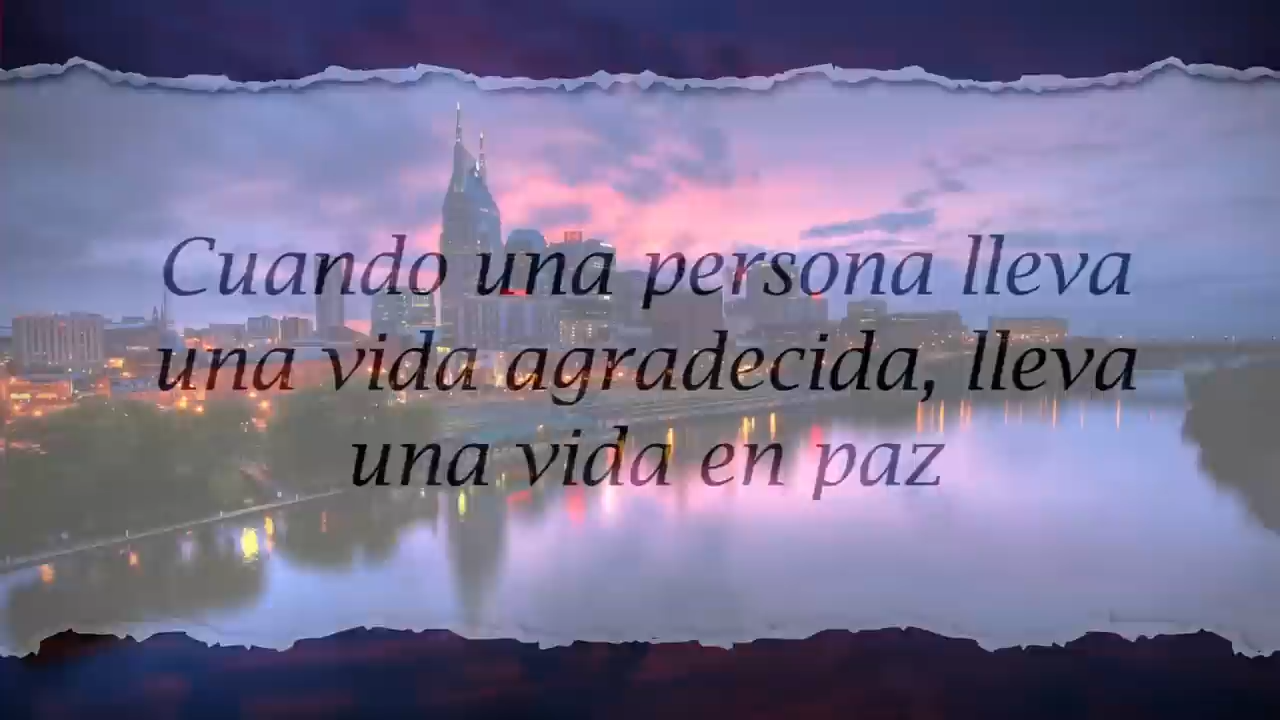 Cuando una persona lleva
una vida agradecida, lleva
una vida en paz